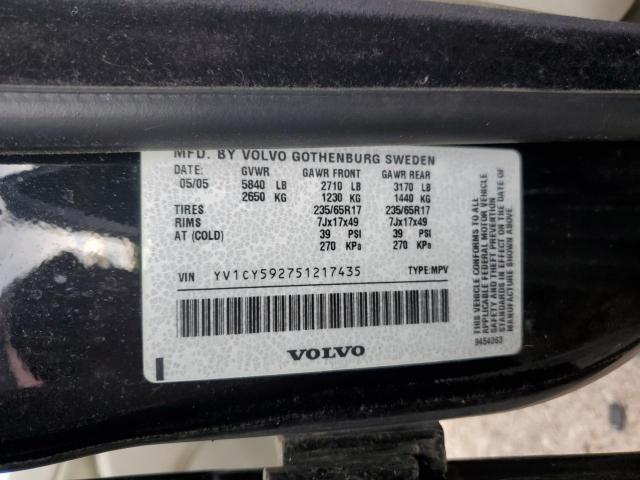 MFD. BY VOLVO GOTHENBURG SWEDEN
DATE: GVWR GAWR FRONT GAWR REAR
05/05 5840 LB 2710 LB 3170 LB
2650 KG 1230 KG 1440 KG
TIRES 235/65R17 235/65R17
RIMS 7Jx17x49 7Jx17x49
AT (COLD) 39 PSI 39 PSI
270 KPa 270 KPa
VIN YV1CY592751217435 TYPE:MPV
VOLVO
THIS VEHICLE CONFORMS TO ALL
APPLICABLE FEDERAL MOTOR VEHICLE
SAFETY AND THEFT PREVENTION
STANDARDS IN EFFECT ON THE DATE OF
MANUFACTURE SHOWN ABOVE.
9454363